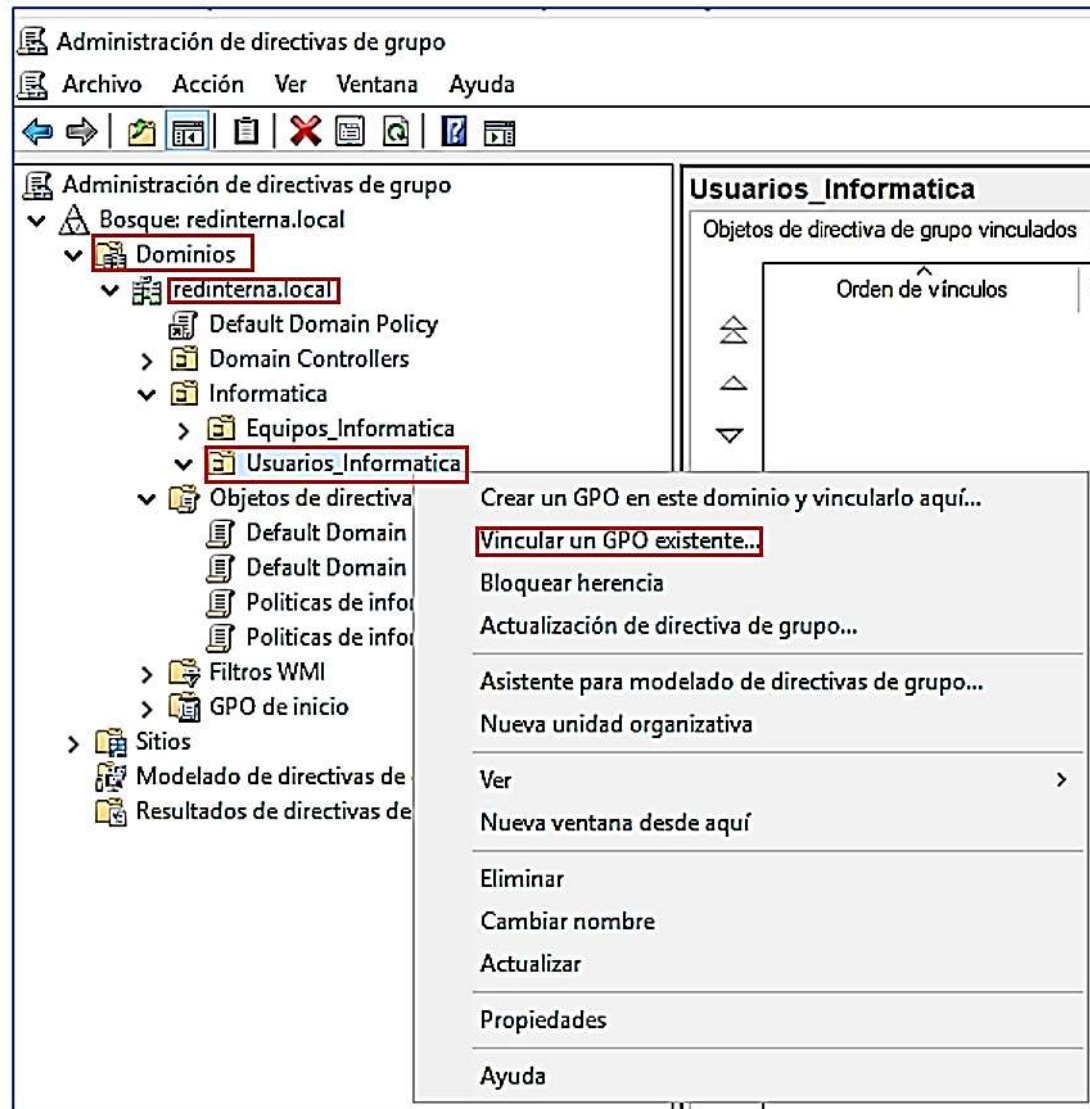 Administración de directivas de grupo
Archivo Acción Ver Ventana Ayuda
Administración de directivas de grupo
Bosque: redinterna.local
Dominios
redinterna.local
Default Domain Policy
Domain Controllers
Informatica
Equipos_Informatica
Usuarios_Informatica
Objetos de directiva
Default Domain
Default Domain
Politicas de infor
Politicas de infor
Filtros WMI
GPO de inicio
Sitios
Modelado de directivas de
Resultados de directivas de
Usuarios_Informatica
Objetos de directiva de grupo vinculados
Orden de vínculos
Crear un GPO en este dominio y vincularlo aquí...
Vincular un GPO existente...
Bloquear herencia
Actualización de directiva de grupo...
Asistente para modelado de directivas de grupo...
Nueva unidad organizativa
Ver
Nueva ventana desde aquí
Eliminar
Cambiar nombre
Actualizar
Propiedades
Ayuda